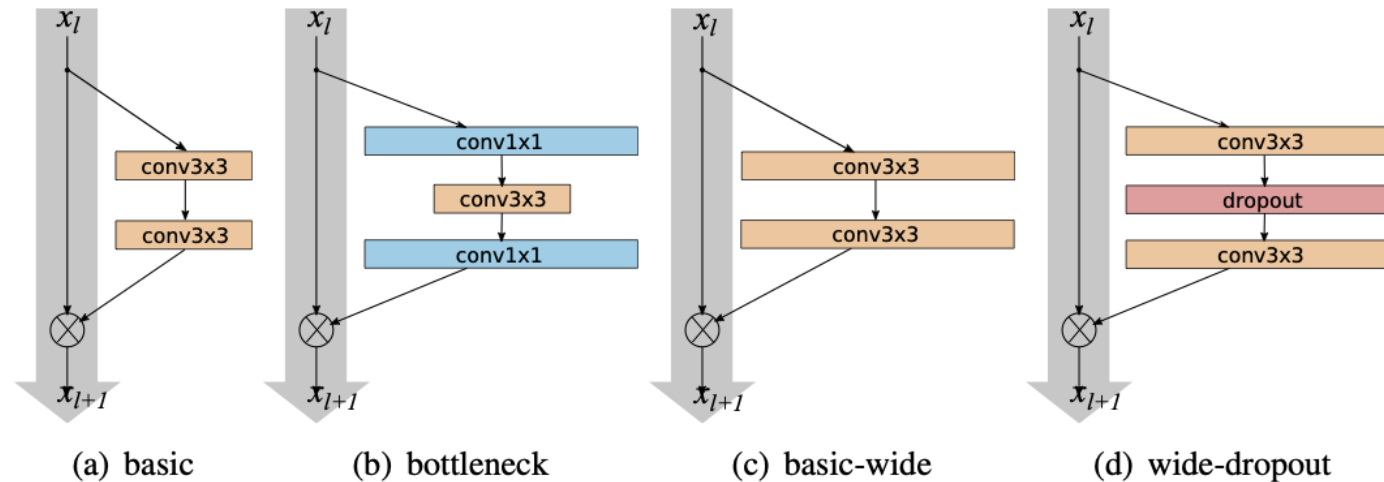 x_l x_l x_l x_l
conv3x3
conv3x3
conv1x1
conv3x3
conv1x1
conv3x3
conv3x3
conv3x3
dropout
conv3x3
x_{l+1} x_{l+1} x_{l+1} x_{l+1}
(a) basic (b) bottleneck (c) basic-wide (d) wide-dropout